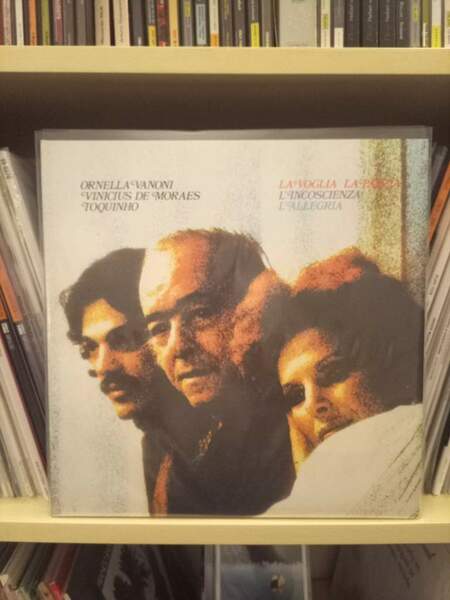 ORNELLA VANONI
VINICIUS DE MORAES
TOQUINHO
LA VOGLIA LA PAZZIA
L'INCOSCIENZA
L'ALLEGRIA